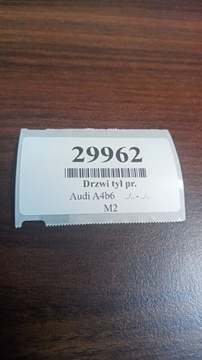 29962
Drzwi tył pr.
Audi A4b6 ../.. - ../..
M2